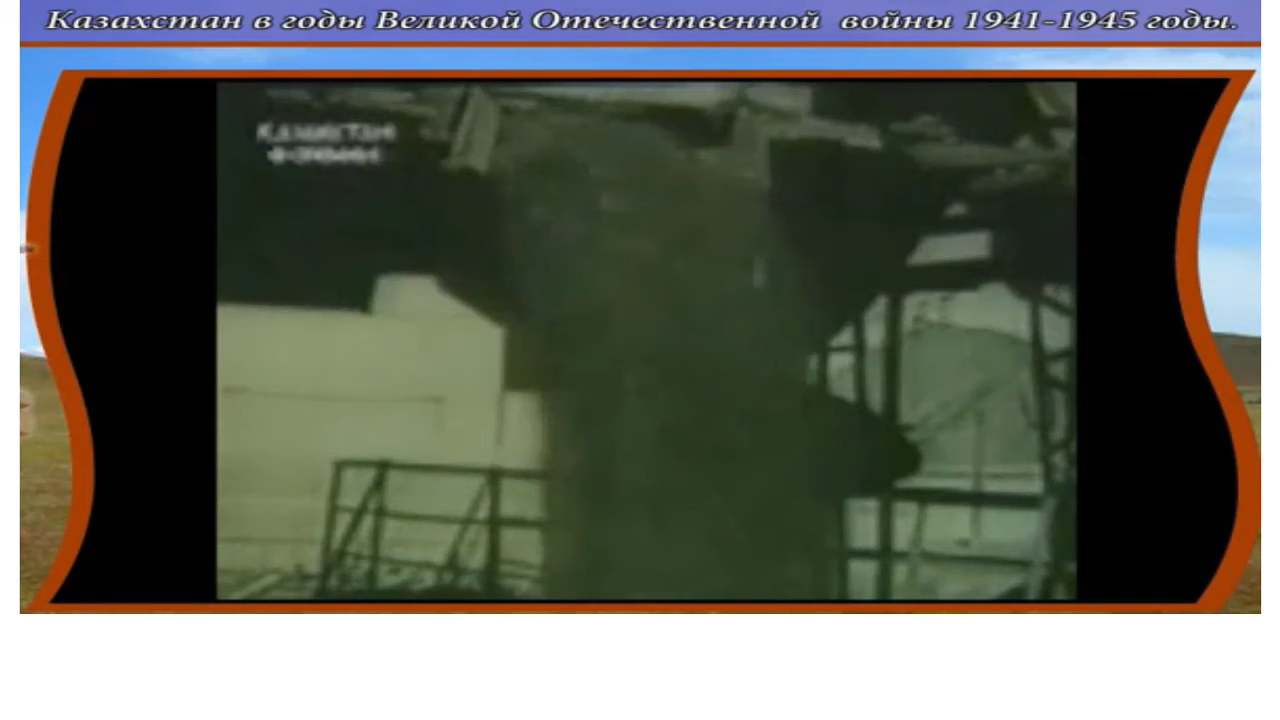 Казахстан в годы Великой Отечественной войны 1941-1945 годы.
Казахстан